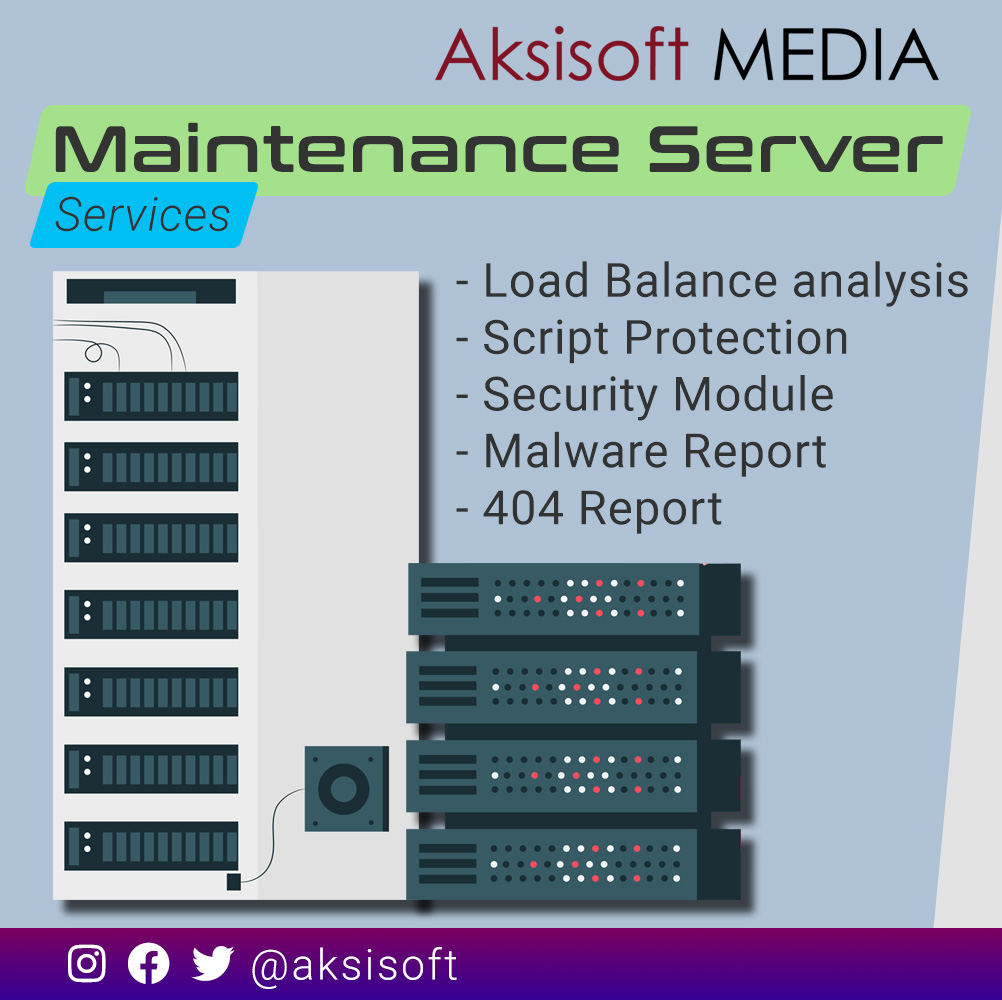 Aksisoft MEDIA
Maintenance Server
Services
- Load Balance analysis
- Script Protection
- Security Module
- Malware Report
- 404 Report
@aksisoft